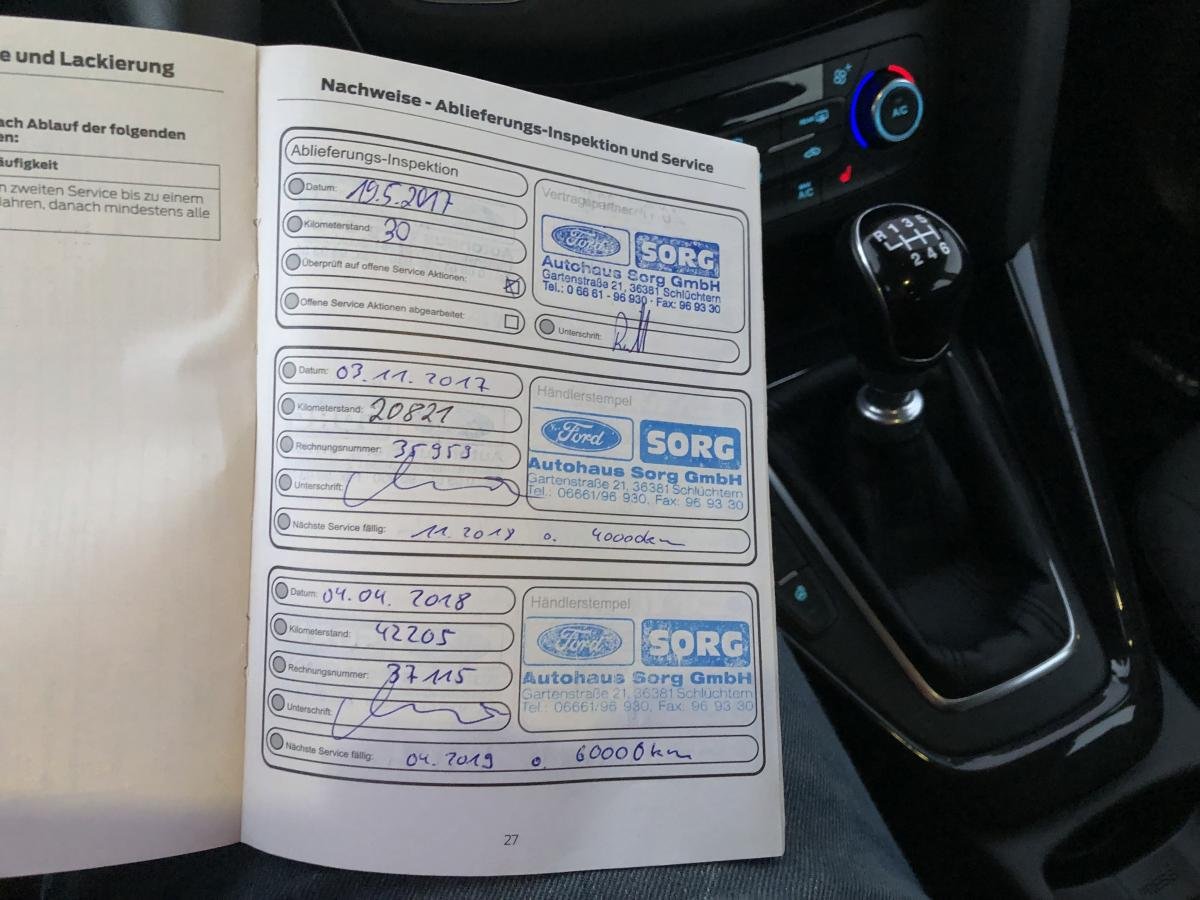 e und Lackierung
ach Ablauf der folgenden
en:
äufigkeit
n zweiten Service bis zu einem
Jahren, danach mindestens alle
Nachweise - Ablieferungs-Inspektion und Service
Ablieferungs-Inspektion
Datum: 19.5.2017
Kilometerstand: 30
Überprüft auf offene Service Aktionen:
Offene Service Aktionen abgearbeitet:
Vertragspartner
Ford SORG
Autohaus Sorg GmbH
Gartenstraße 21, 36381 Schlüchtern
Tel.: 0 66 61 - 96 930 · Fax: 96 93 30
Unterschrift:
Datum: 03.11.2017
Kilometerstand: 20821
Rechnungsnummer: 35959
Unterschrift:
Händlerstempel
Ford SORG
Autohaus Sorg GmbH
Gartenstraße 21, 36381 Schlüchtern
Tel.: 06661/96 930, Fax: 96 93 30
Nächste Service fällig: 11.2018 o. 40000km
Datum: 04.04.2018
Kilometerstand: 42205
Rechnungsnummer: 37115
Unterschrift:
Händlerstempel
Ford SORG
Autohaus Sorg GmbH
Gartenstraße 21, 36381 Schlüchtern
Tel.: 06661/96 930, Fax: 96 93 30
Nächste Service fällig: 04.2019 o. 60000km
27
A/C
A/C
R 1 3 5
2 4 6
PRESS